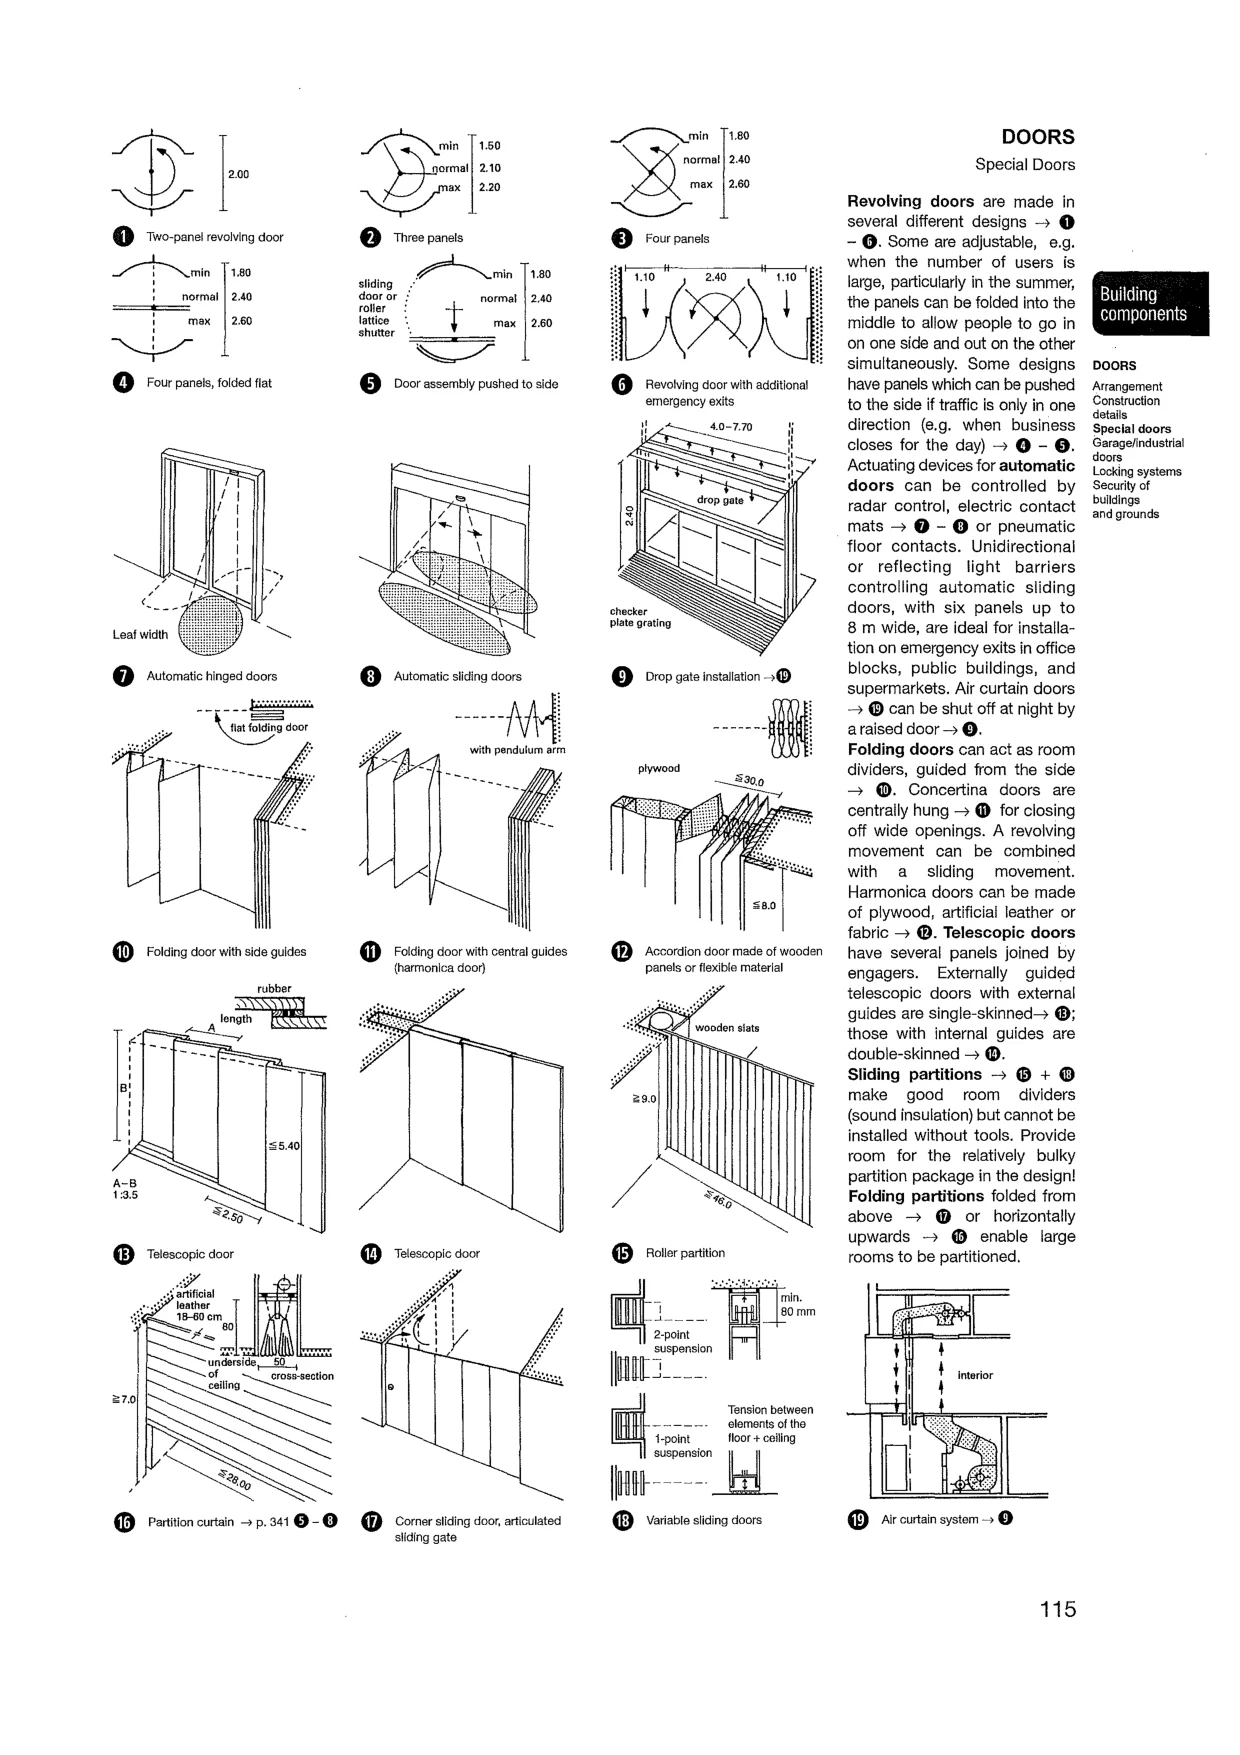 DOORS
Special Doors
min
1.50
min
1.80
2.00
normal
2.10
normal
2.40
max
2.20
max
2.60
1 Two-panel revolving door
2 Three panels
3 Four panels
min
1.80
normal
2.40
max
2.60
sliding
door or
roller
lattice
shutter
min
1.80
normal
2.40
max
2.60
1.10
2.40
1.10
4 Four panels, folded flat
5 Door assembly pushed to side
6 Revolving door with additional
emergency exits
Leaf width
4.0–7.70
drop gate
2.40
checker
plate grating
7 Automatic hinged doors
8 Automatic sliding doors
9 Drop gate installation → 19
flat folding door
with pendulum arm
plywood
≦30.0
≦8.0
10 Folding door with side guides
11 Folding door with central guides
(harmonica door)
12 Accordion door made of wooden
panels or flexible material
rubber
length
A
B
≦5.40
A–B
1:3.5
≦2.50
wooden slats
≧9.0
≦46.0
13 Telescopic door
14 Telescopic door
15 Roller partition
artificial
leather
18–60 cm
80
underside
of
ceiling
50
cross-section
≧7.0
≦28.00
min.
80 mm
2-point
suspension
Tension between
elements of the
floor + ceiling
1-point
suspension
interior
16 Partition curtain → p. 341 5 – 8
17 Corner sliding door, articulated
sliding gate
18 Variable sliding doors
19 Air curtain system → 9
Revolving doors are made in
several different designs → 1
– 6. Some are adjustable, e.g.
when the number of users is
large, particularly in the summer,
the panels can be folded into the
middle to allow people to go in
on one side and out on the other
simultaneously. Some designs
have panels which can be pushed
to the side if traffic is only in one
direction (e.g. when business
closes for the day) → 4 – 5.
Actuating devices for automatic
doors can be controlled by
radar control, electric contact
mats → 7 – 8 or pneumatic
floor contacts. Unidirectional
or reflecting light barriers
controlling automatic sliding
doors, with six panels up to
8 m wide, are ideal for installa-
tion on emergency exits in office
blocks, public buildings, and
supermarkets. Air curtain doors
→ 19 can be shut off at night by
a raised door → 9.
Folding doors can act as room
dividers, guided from the side
→ 10. Concertina doors are
centrally hung → 11 for closing
off wide openings. A revolving
movement can be combined
with a sliding movement.
Harmonica doors can be made
of plywood, artificial leather or
fabric → 12. Telescopic doors
have several panels joined by
engagers. Externally guided
telescopic doors with external
guides are single-skinned→ 13;
those with internal guides are
double-skinned → 14.
Sliding partitions → 15 + 18
make good room dividers
(sound insulation) but cannot be
installed without tools. Provide
room for the relatively bulky
partition package in the design!
Folding partitions folded from
above → 17 or horizontally
upwards → 16 enable large
rooms to be partitioned.
Building
components
DOORS
Arrangement
Construction
details
Special doors
Garage/industrial
doors
Locking systems
Security of
buildings
and grounds
115